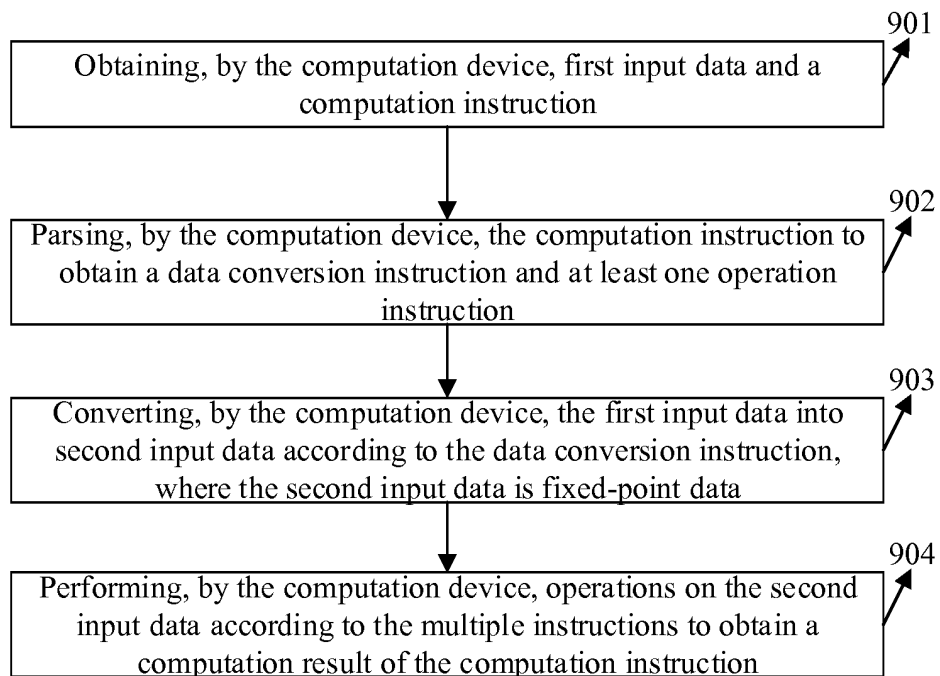 901
Obtaining, by the computation device, first input data and a
computation instruction
902
Parsing, by the computation device, the computation instruction to
obtain a data conversion instruction and at least one operation
instruction
903
Converting, by the computation device, the first input data into
second input data according to the data conversion instruction,
where the second input data is fixed-point data
904
Performing, by the computation device, operations on the second
input data according to the multiple instructions to obtain a
computation result of the computation instruction